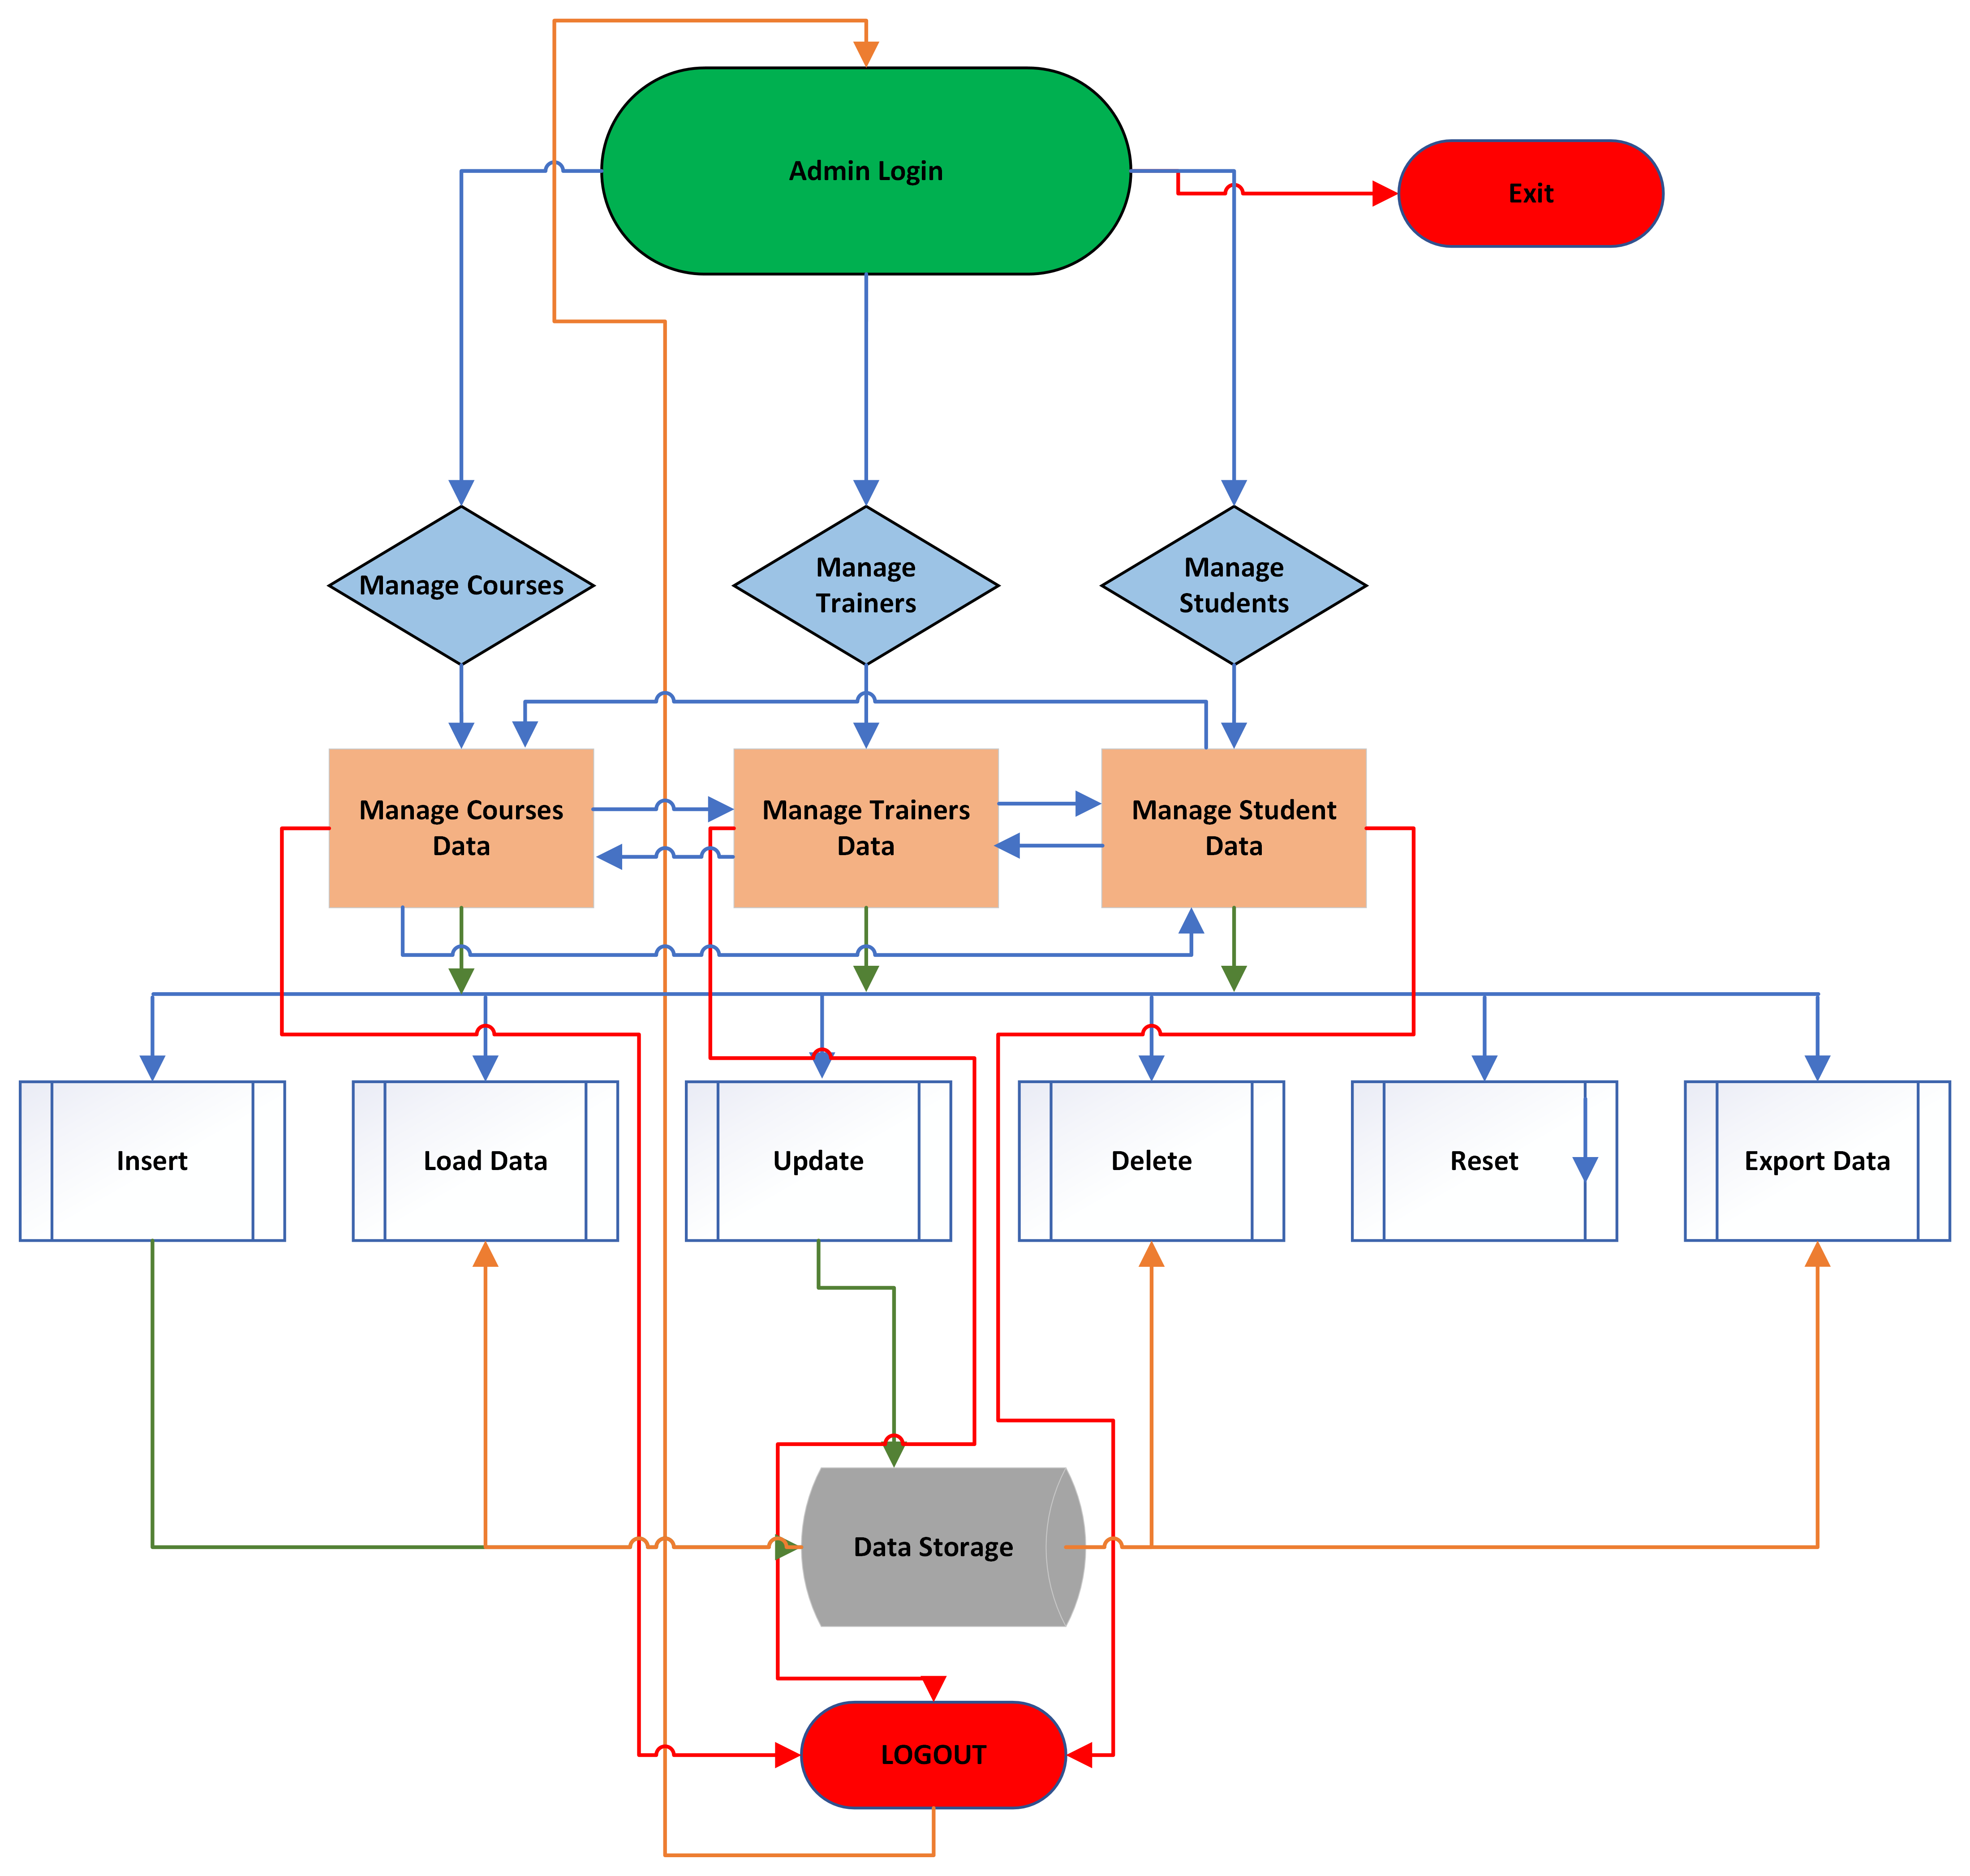 Admin Login
Exit
Manage Courses
Manage
Trainers
Manage
Students
Manage Courses
Data
Manage Trainers
Data
Manage Student
Data
Insert
Load Data
Update
Delete
Reset
Export Data
Data Storage
LOGOUT